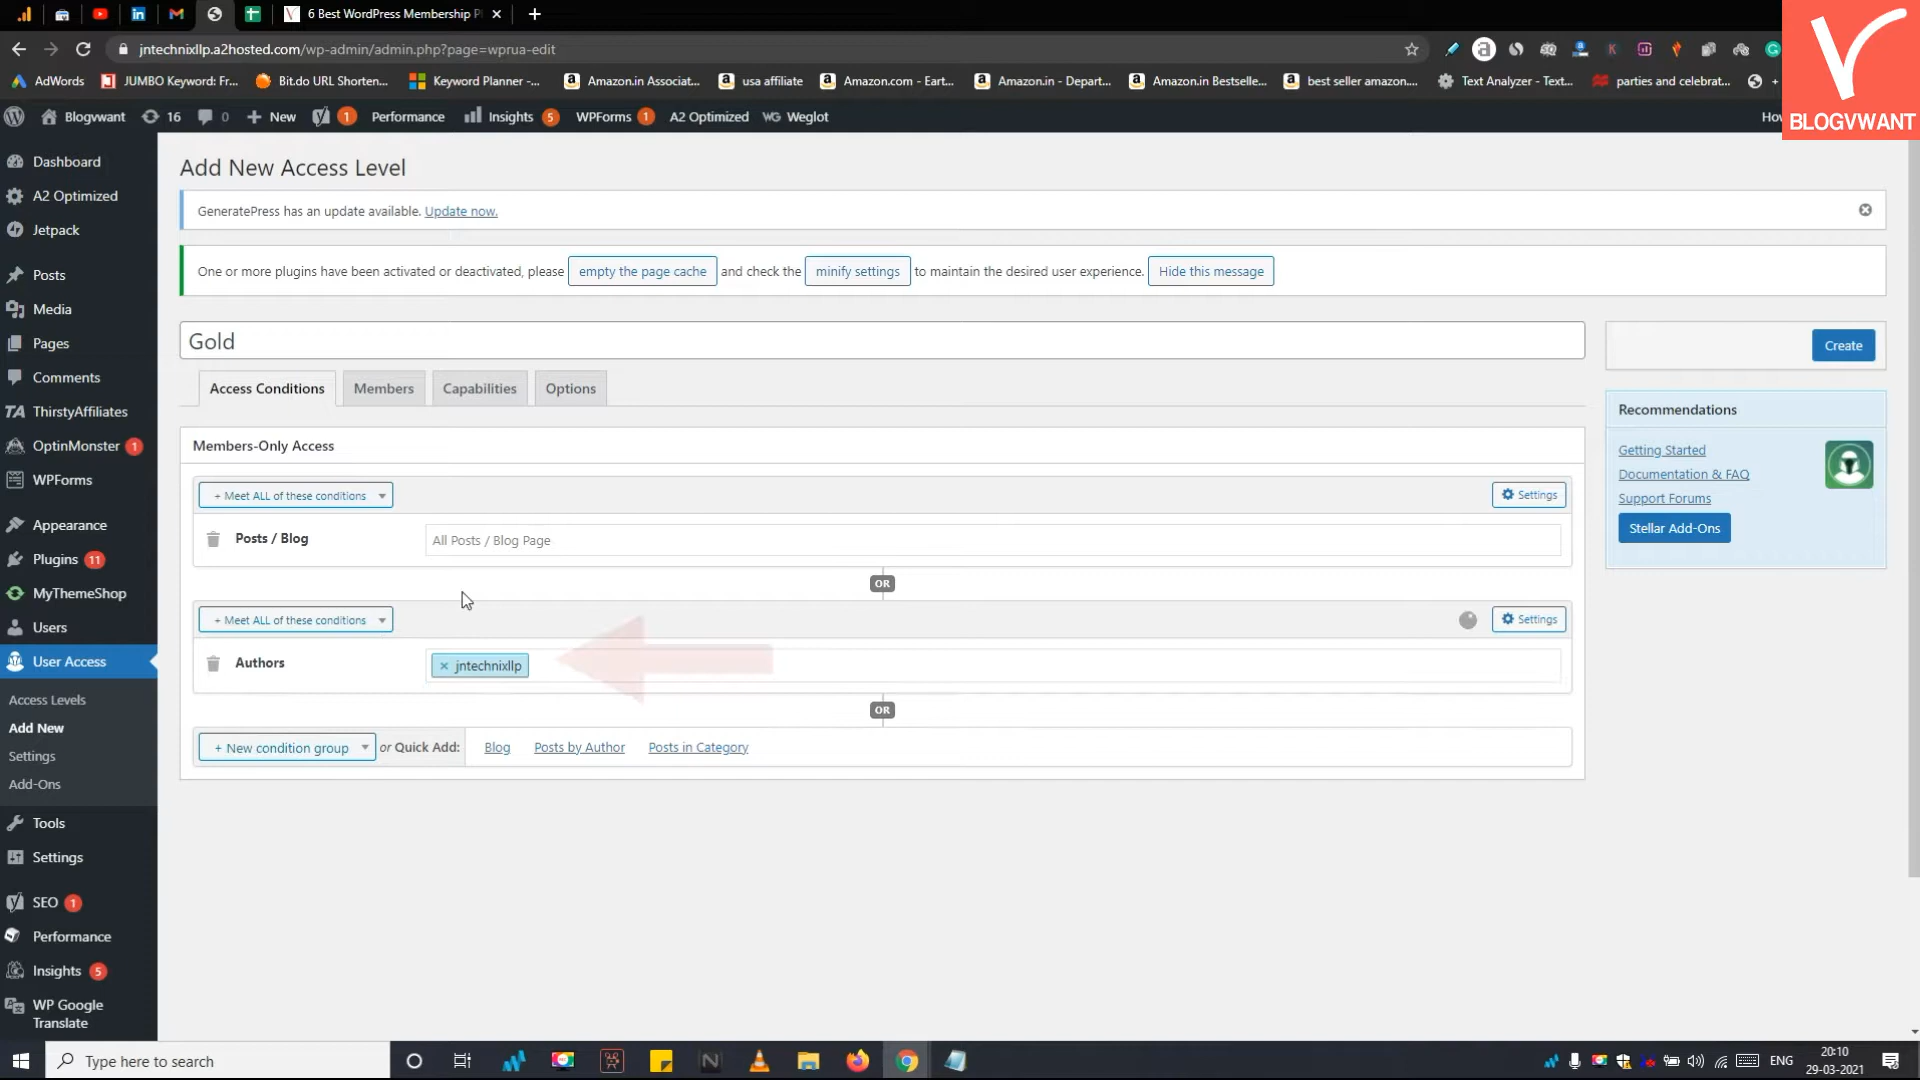 6 Best WordPress Membership P
jntechnixllp.a2hosted.com/wp-admin/admin.php?page=wprua-edit
AdWords
JUMBO Keyword: Fr...
Bit.do URL Shorten...
Keyword Planner -...
Amazon.in Associat...
usa affiliate
Amazon.com - Eart...
Amazon.in - Depart...
Amazon.in Bestselle...
best seller amazon....
Text Analyzer - Text...
parties and celebrat...
BLOGVWANT
Blogvwant
16
0
New
1
Performance
Insights 5
WPForms 1
A2 Optimized
Weglot
How
Dashboard
A2 Optimized
Jetpack
Posts
Media
Pages
Comments
ThirstyAffiliates
OptinMonster 1
WPForms
Appearance
Plugins 11
MyThemeShop
Users
User Access
Access Levels
Add New
Settings
Add-Ons
Tools
Settings
SEO 1
Performance
Insights 5
WP Google
Translate
Add New Access Level
GeneratePress has an update available. Update now.
One or more plugins have been activated or deactivated, please empty the page cache and check the minify settings to maintain the desired user experience. Hide this message
Gold
Access Conditions
Members
Capabilities
Options
Members-Only Access
+ Meet ALL of these conditions
Settings
Posts / Blog
All Posts / Blog Page
OR
+ Meet ALL of these conditions
Settings
Authors
× jntechnixllp
OR
+ New condition group
or Quick Add:
Blog
Posts by Author
Posts in Category
Create
Recommendations
Getting Started
Documentation & FAQ
Support Forums
Stellar Add-Ons
Type here to search
ENG
20:10
29-03-2021